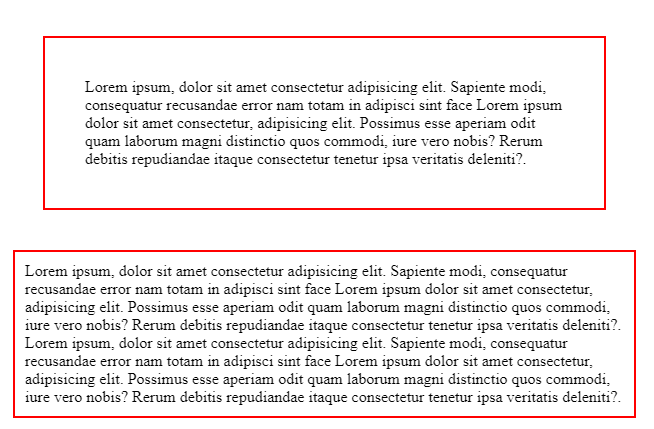 Lorem ipsum, dolor sit amet consectetur adipisicing elit. Sapiente modi,
consequatur recusandae error nam totam in adipisci sint face Lorem ipsum
dolor sit amet consectetur, adipisicing elit. Possimus esse aperiam odit
quam laborum magni distinctio quos commodi, iure vero nobis? Rerum
debitis repudiandae itaque consectetur tenetur ipsa veritatis deleniti?.
Lorem ipsum, dolor sit amet consectetur adipisicing elit. Sapiente modi, consequatur
recusandae error nam totam in adipisci sint face Lorem ipsum dolor sit amet consectetur,
adipisicing elit. Possimus esse aperiam odit quam laborum magni distinctio quos commodi,
iure vero nobis? Rerum debitis repudiandae itaque consectetur tenetur ipsa veritatis deleniti?.
Lorem ipsum, dolor sit amet consectetur adipisicing elit. Sapiente modi, consequatur
recusandae error nam totam in adipisci sint face Lorem ipsum dolor sit amet consectetur,
adipisicing elit. Possimus esse aperiam odit quam laborum magni distinctio quos commodi,
iure vero nobis? Rerum debitis repudiandae itaque consectetur tenetur ipsa veritatis deleniti?.